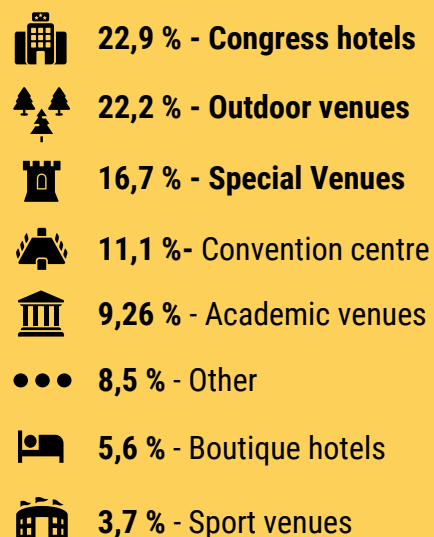 22,9 % - Congress hotels
22,2 % - Outdoor venues
16,7 % - Special Venues
11,1 %- Convention centre
9,26 % - Academic venues
8,5 % - Other
5,6 % - Boutique hotels
3,7 % - Sport venues